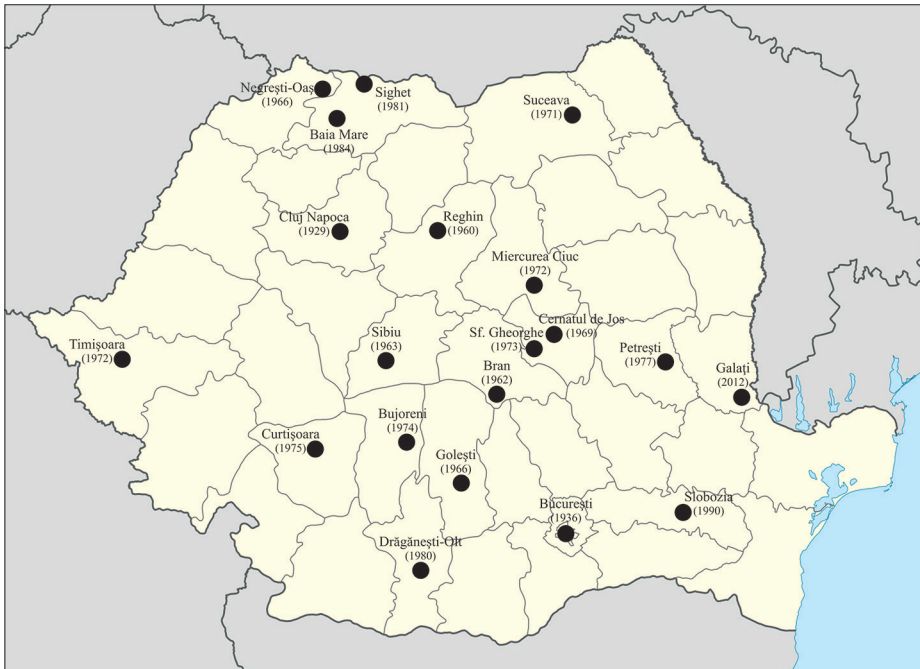 Negrești-Oaș
(1966)
Sighet
(1981)
Baia Mare
(1984)
Suceava
(1971)
Cluj Napoca
(1929)
Reghin
(1960)
Miercurea Ciuc
(1972)
Cernatul de Jos
(1969)
Sf. Gheorghe
(1973)
Timișoara
(1972)
Sibiu
(1963)
Bran
(1962)
Petrești
(1977)
Galați
(2012)
Curtișoara
(1975)
Bujoreni
(1974)
Golești
(1966)
București
(1936)
Slobozia
(1990)
Drăgănești-Olt
(1980)